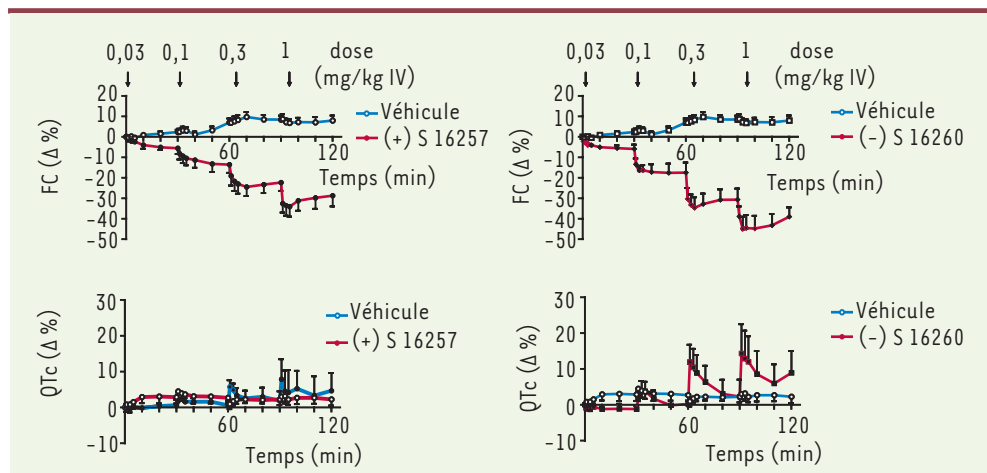 0,03 0,1 0,3 1 dose
(mg/kg IV)
20
10
0
-10
-20
-30
-40
-50
FC (Δ %)
Véhicule
(+) S 16257
60 120
Temps (min)
0,03 0,1 0,3 1 dose
(mg/kg IV)
20
10
0
-10
-20
-30
-40
-50
FC (Δ %)
Véhicule
(-) S 16260
60 120
Temps (min)
30
20
10
0
-10
QTc (Δ %)
Véhicule
(+) S 16257
60 120
Temps (min)
30
20
10
0
-10
QTc (Δ %)
Véhicule
(-) S 16260
60 120
Temps (min)